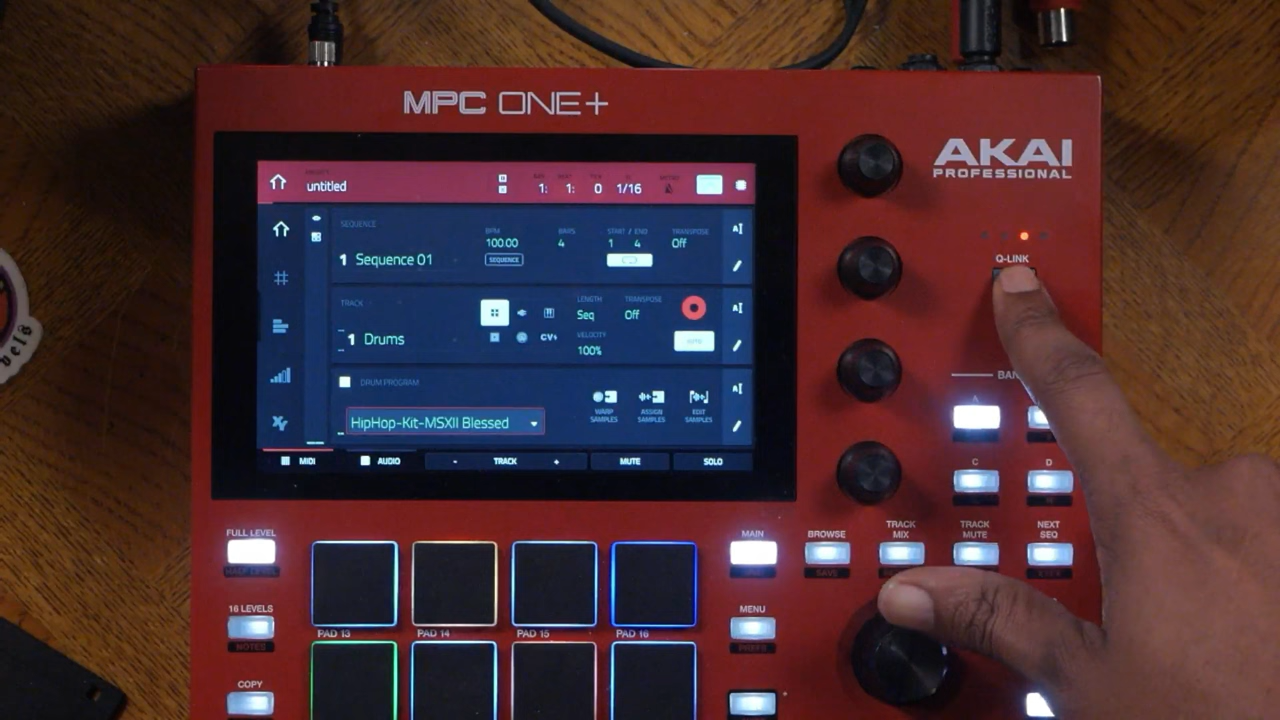 MPC ONE+
AKAI
PROFESSIONAL
untitled
1: 1: 0 1/16
SEQUENCE
BPM BARS START / END TRANSPOSE
100.00 4 1 4 Off
1 Sequence 01
SEQUENCE
TRACK
LENGTH TRANSPOSE
Seq Off
1 Drums
CV
VELOCITY
100%
DRUM PROGRAM
HipHop-Kit-MSXII Blessed
WARP SAMPLES
ASSIGN SAMPLES
EDIT SAMPLES
MIDI AUDIO - TRACK + MUTE SOLO
Q-LINK
BAN
A
C D
FULL LEVEL
MAIN
BROWSE
SAVE
TRACK MIX
TRACK MUTE
NEXT SEQ
16 LEVELS
NOTES
PAD 13 PAD 14 PAD 15 PAD 16
MENU
PREFS
COPY
bels